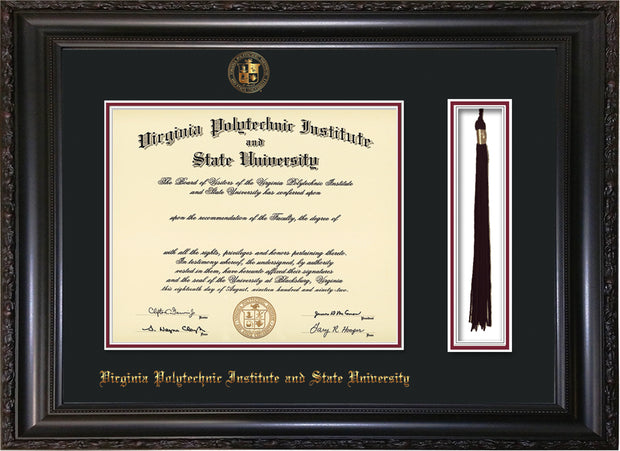 Virginia Polytechnic Institute
and
State University
The Board of Visitors of the Virginia Polytechnic Institute
and State University has conferred upon
upon the recommendation of the Faculty, the degree of
with all the rights, privileges and honors pertaining thereto.
In testimony whereof, the undersigned, by authority
vested in them, have hereunto affixed their signatures
and the seal of the University at Blacksburg, Virginia
this eighteenth day of August, nineteen hundred and ninety-two.
Rector
President
Gary R. Hooper
Virginia Polytechnic Institute and State University